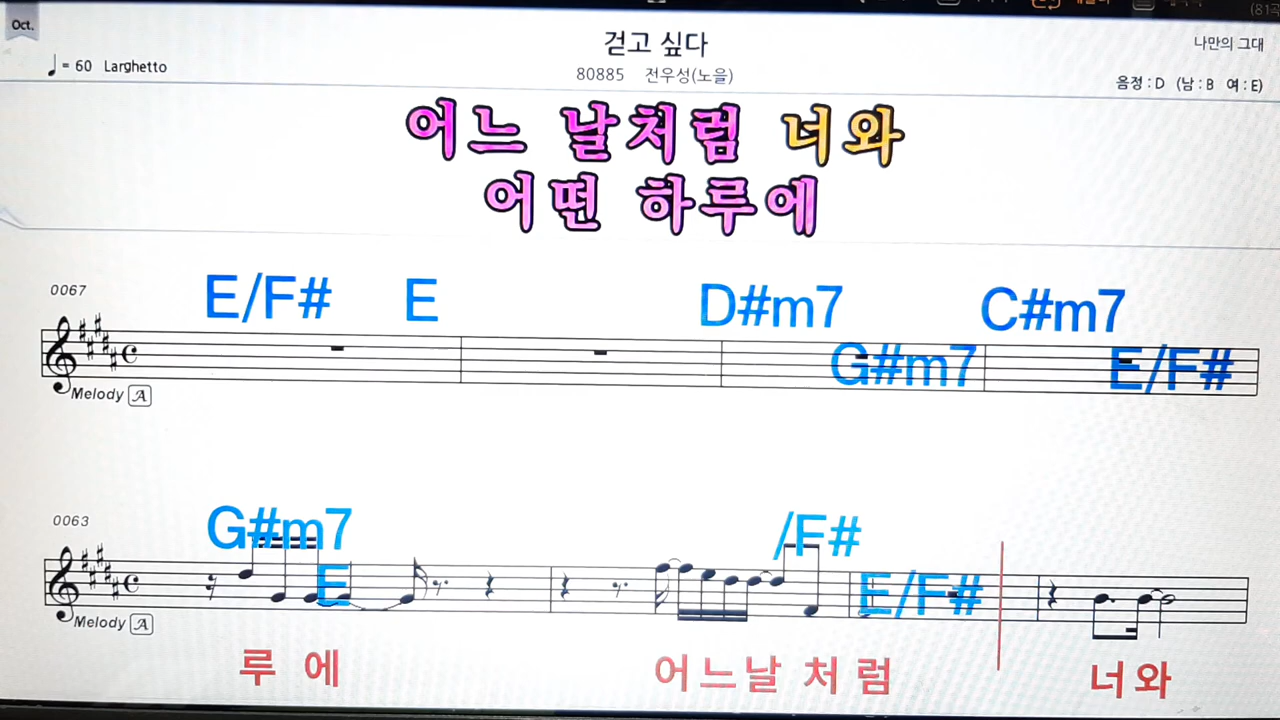 Oct.
걷고 싶다
나만의 그대
♩= 60 Larghetto
80885 전우성(노을)
음정 : D (남 : B 여 : E)
어느 날처럼 너와
어떤 하루에
0067
E/F# E D#m7 C#m7
G#m7 E/F#
Melody A
0063
G#m7 /F#
E E/F#
Melody A
루 에 어느날 처 럼 너와